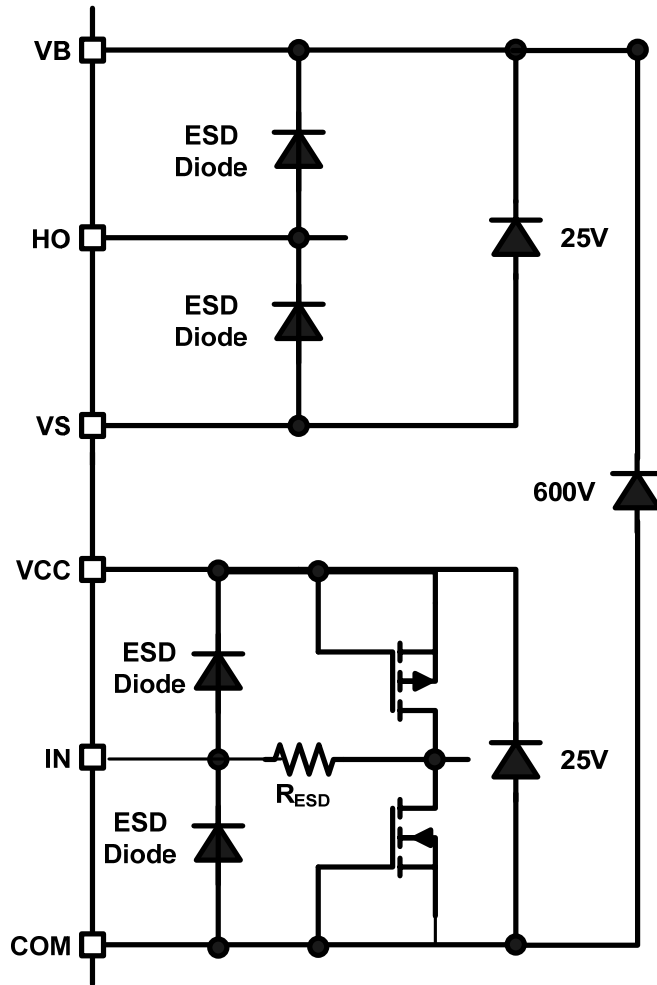 VB
ESD
Diode
HO
25V
ESD
Diode
VS
600V
VCC
ESD
Diode
IN
RESD
25V
ESD
Diode
COM